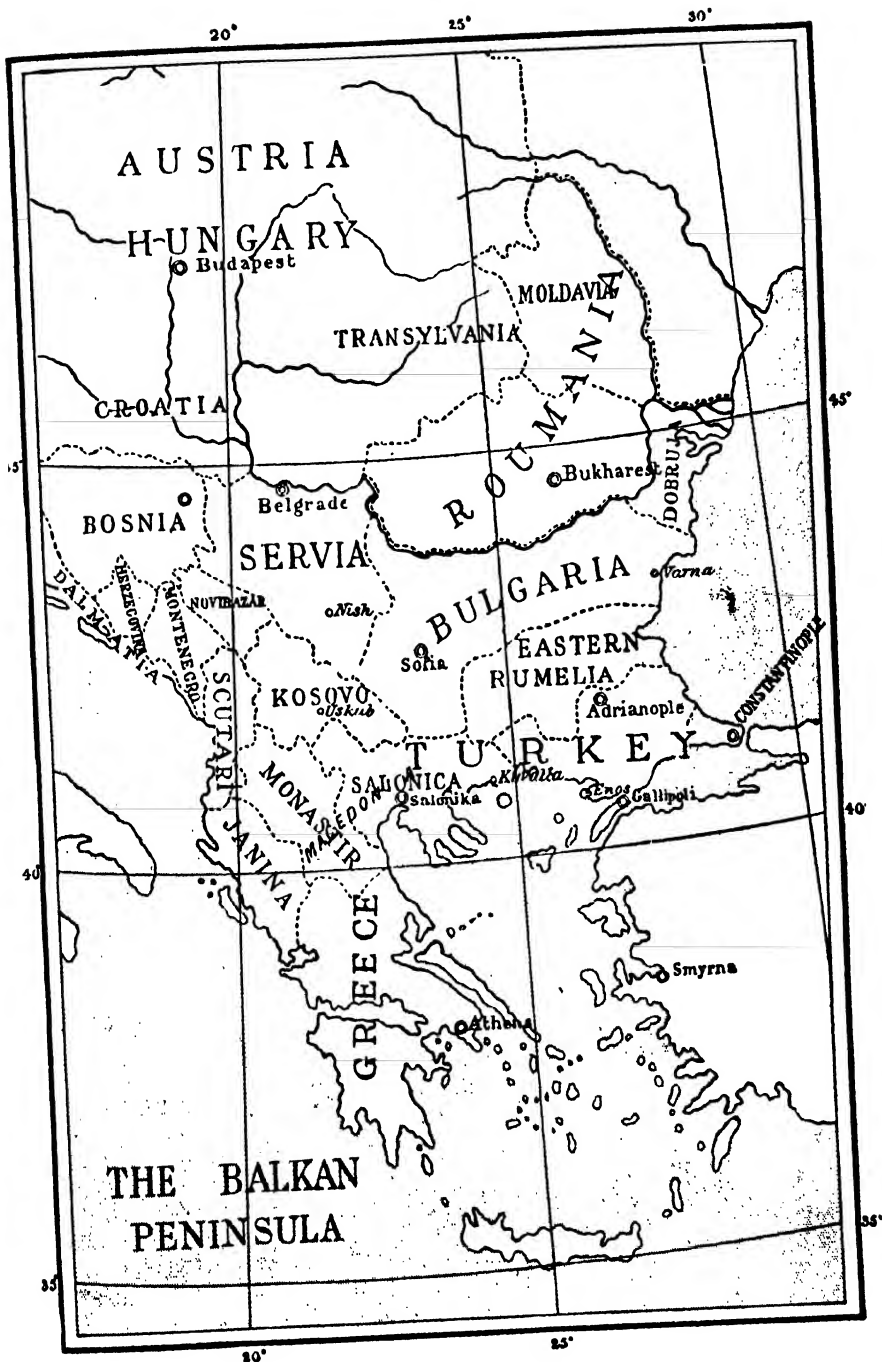 20°
25°
30°
AUSTRIA
HUNGARY
Budapest
MOLDAVIA
TRANSYLVANIA
ROUMANIA
CROATIA
45°
45°
Bukharest
DOBRUJA
Belgrade
BOSNIA
SERVIA
BULGARIA
Varna
HERZEGOVINA
DALMATIA
MONTENEGRO
NOVIBAZAR
Nish
EASTERN
RUMELIA
Sofia
CONSTANTINOPLE
SCUTARI
KOSOVO
Uskub
Adrianople
TURKEY
MONASTIR
SALONICA
Salonika
MACEDONIA
Kavalla
Enos
Gallipoli
40°
JANINA
40°
GREECE
Smyrna
Athens
THE BALKAN
PENINSULA
35°
35°
20°
25°